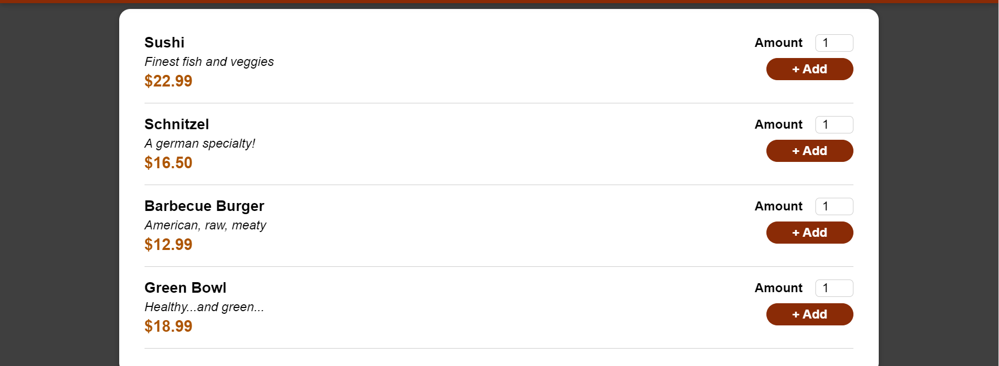 Sushi
Amount 1
Finest fish and veggies
+ Add
$22.99
Schnitzel
Amount 1
A german specialty!
+ Add
$16.50
Barbecue Burger
Amount 1
American, raw, meaty
+ Add
$12.99
Green Bowl
Amount 1
Healthy...and green...
+ Add
$18.99